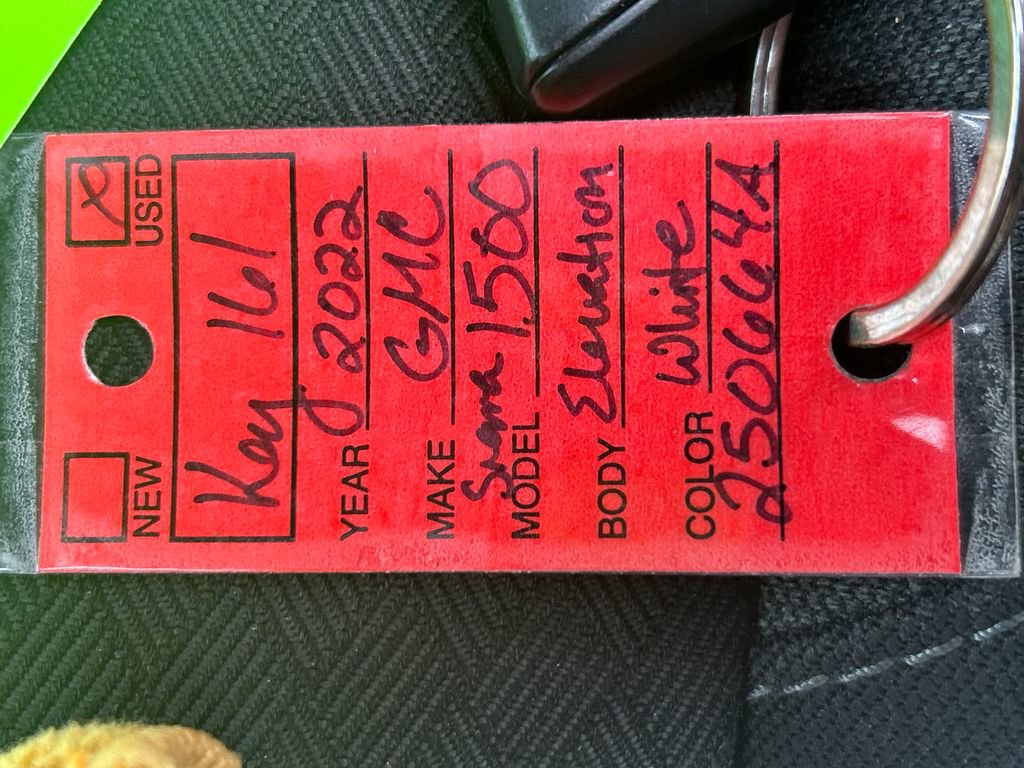 NEW USED
Key 161
YEAR 2022
MAKE GMC
MODEL Sierra 1500
BODY Elevation
COLOR White
250664A